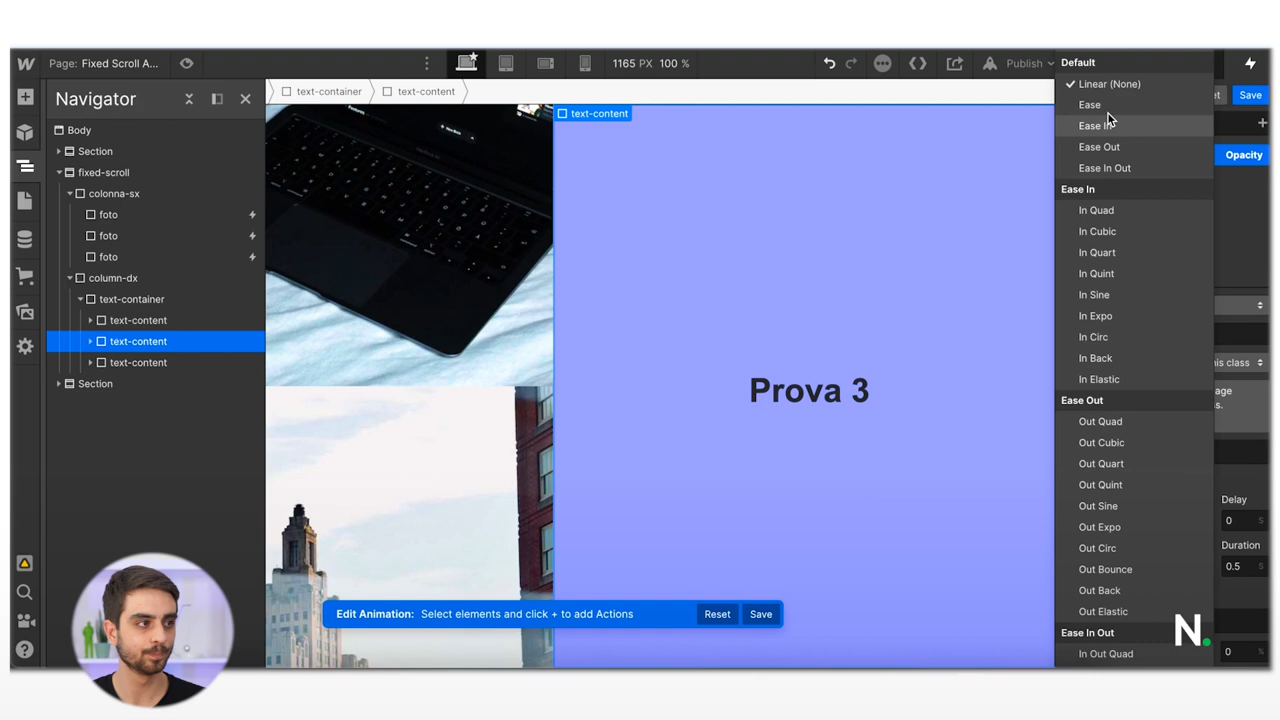 Page: Fixed Scroll A...
1165 PX 100 %
Publish
Default
Navigator
text-container
text-content
Linear (None)
Save
Body
text-content
Ease
Section
Ease In
fixed-scroll
Ease Out
Opacity
colonna-sx
Ease In Out
foto
Ease In
foto
In Quad
foto
In Cubic
column-dx
In Quart
text-container
In Quint
text-content
In Sine
text-content
In Expo
text-content
In Circ
Section
In Back
his class
In Elastic
age
Prova 3
Ease Out
s.
Out Quad
Out Cubic
Out Quart
Out Quint
Out Sine
Delay
Out Expo
0 S
Out Circ
Duration
Out Bounce
0.5 S
Out Back
Edit Animation: Select elements and click + to add Actions
Reset
Save
Out Elastic
Ease In Out
N.
In Out Quad
0 %